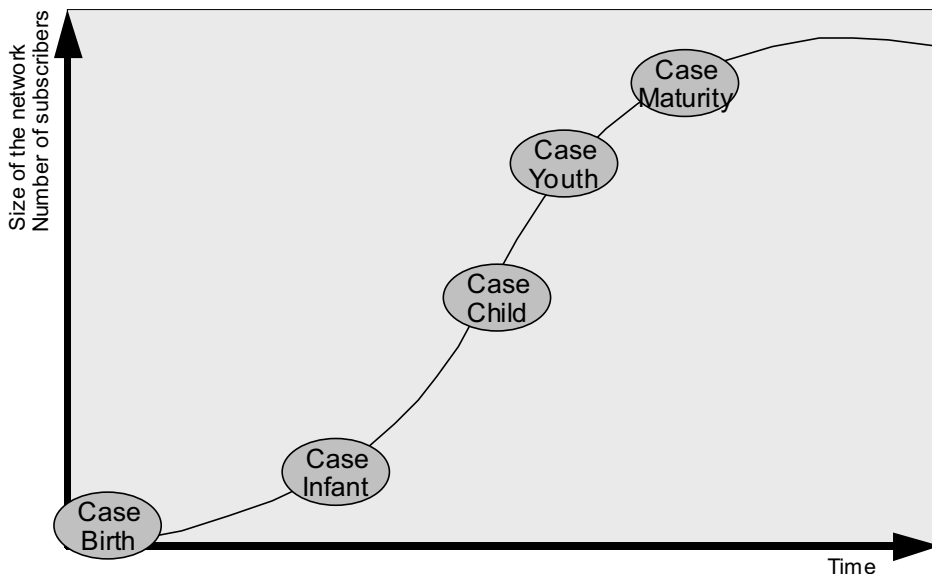 Size of the network
Number of subscribers
Case
Maturity
Case
Youth
Case
Child
Case
Infant
Case
Birth
Time